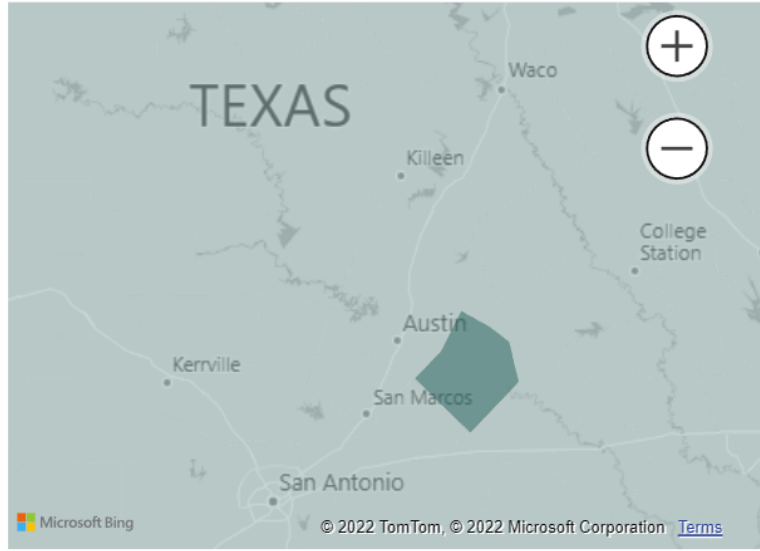 Waco
TEXAS
Killeen
College
Station
Austin
Kerrville
San Marcos
San Antonio
Microsoft Bing
© 2022 TomTom, © 2022 Microsoft Corporation Terms